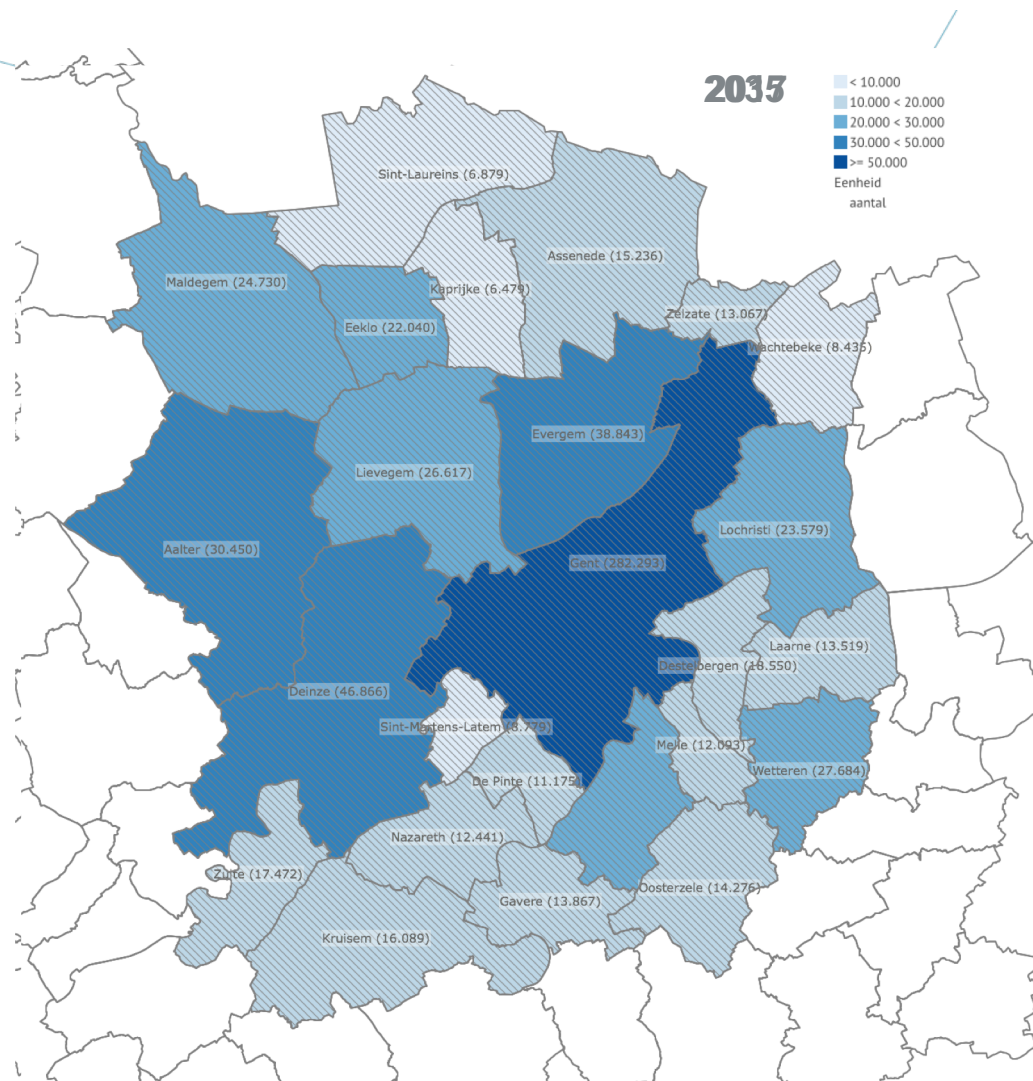 < 10.000
10.000 < 20.000
20.000 < 30.000
30.000 < 50.000
>= 50.000
Eenheid
aantal
Sint-Laureins (6.879)
Assenede (15.236)
Maldegem (24.730)
Kaprijke (6.479)
Zelzate (13.067)
Eeklo (22.040)
Wachtebeke (8.435)
Evergem (38.843)
Lievegem (26.617)
Lochristi (23.579)
Aalter (30.450)
Gent (282.293)
Laarne (13.519)
Destelbergen (18.550)
Deinze (46.866)
Sint-Martens-Latem (8.779)
Melle (12.093)
Wetteren (27.684)
De Pinte (11.175)
Nazareth (12.441)
Zulte (17.472)
Oosterzele (14.276)
Gavere (13.867)
Kruisem (16.089)